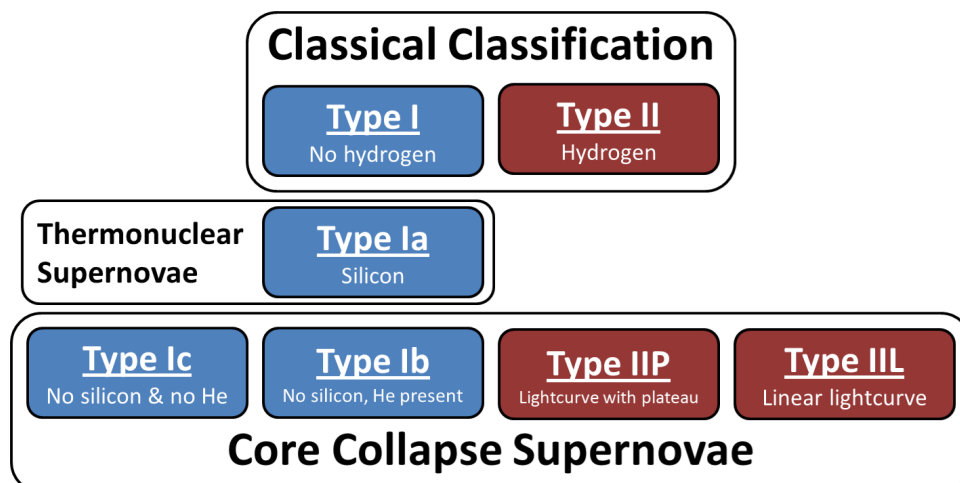 Classical Classification
Type I
No hydrogen
Type II
Hydrogen
Thermonuclear
Supernovae
Type Ia
Silicon
Type Ic
No silicon & no He
Type Ib
No silicon, He present
Type IIP
Lightcurve with plateau
Type IIL
Linear lightcurve
Core Collapse Supernovae